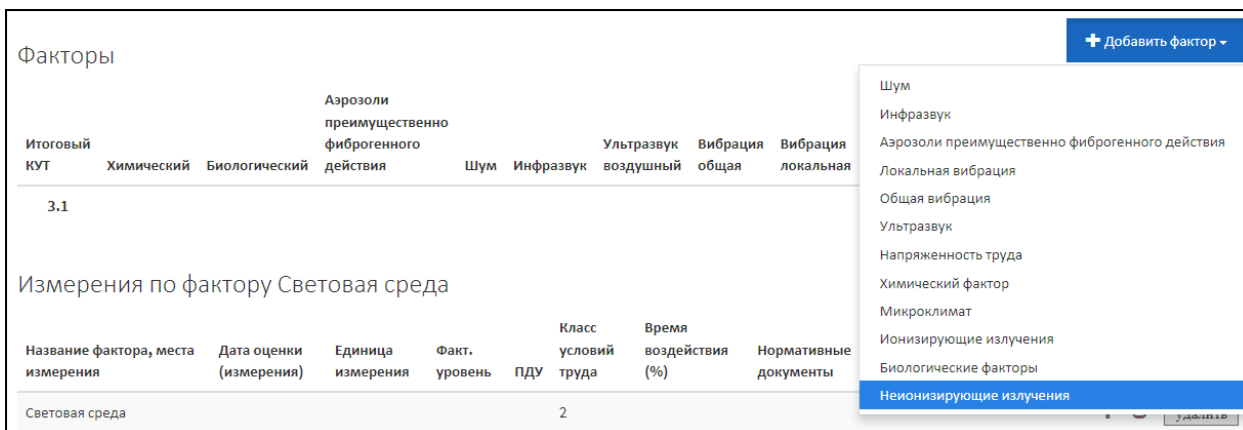 Факторы
Добавить фактор
Аэрозоли
преимущественно
Итоговый фиброгенного Ультразвук Вибрация Вибрация
КУТ Химический Биологический действия Шум Инфразвук воздушный общая локальная
3.1
Шум
Инфразвук
Аэрозоли преимущественно фиброгенного действия
Локальная вибрация
Общая вибрация
Ультразвук
Напряженность труда
Химический фактор
Микроклимат
Ионизирующие излучения
Биологические факторы
Неионизирующие излучения
Измерения по фактору Световая среда
Класс Время
Название фактора, места Дата оценки Единица Факт. условий воздействия Нормативные
измерения (измерения) измерения уровень ПДУ труда (%) документы
Световая среда 2 удалить